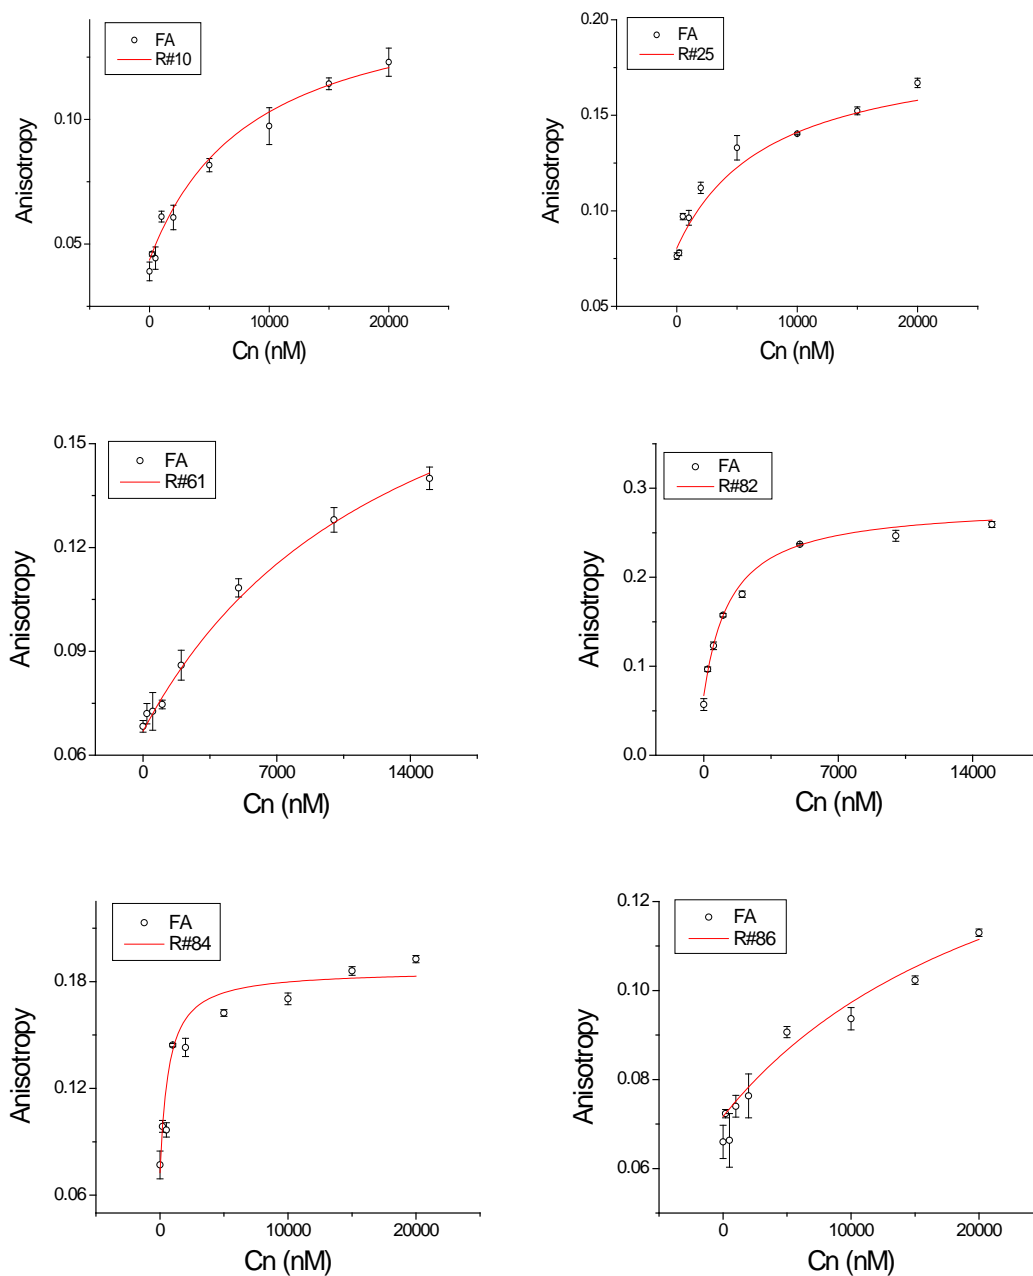 FA
R#10
0.10
0.05
Anisotropy
0
10000
20000
Cn (nM)
FA
R#25
0.20
0.15
0.10
0.05
Anisotropy
0
10000
20000
Cn (nM)
FA
R#61
0.15
0.12
0.09
0.06
Anisotropy
0
7000
14000
Cn (nM)
FA
R#82
0.3
0.2
0.1
0.0
Anisotropy
0
7000
14000
Cn (nM)
FA
R#84
0.18
0.12
0.06
Anisotropy
0
10000
20000
Cn (nM)
FA
R#86
0.12
0.10
0.08
0.06
Anisotropy
0
10000
20000
Cn (nM)